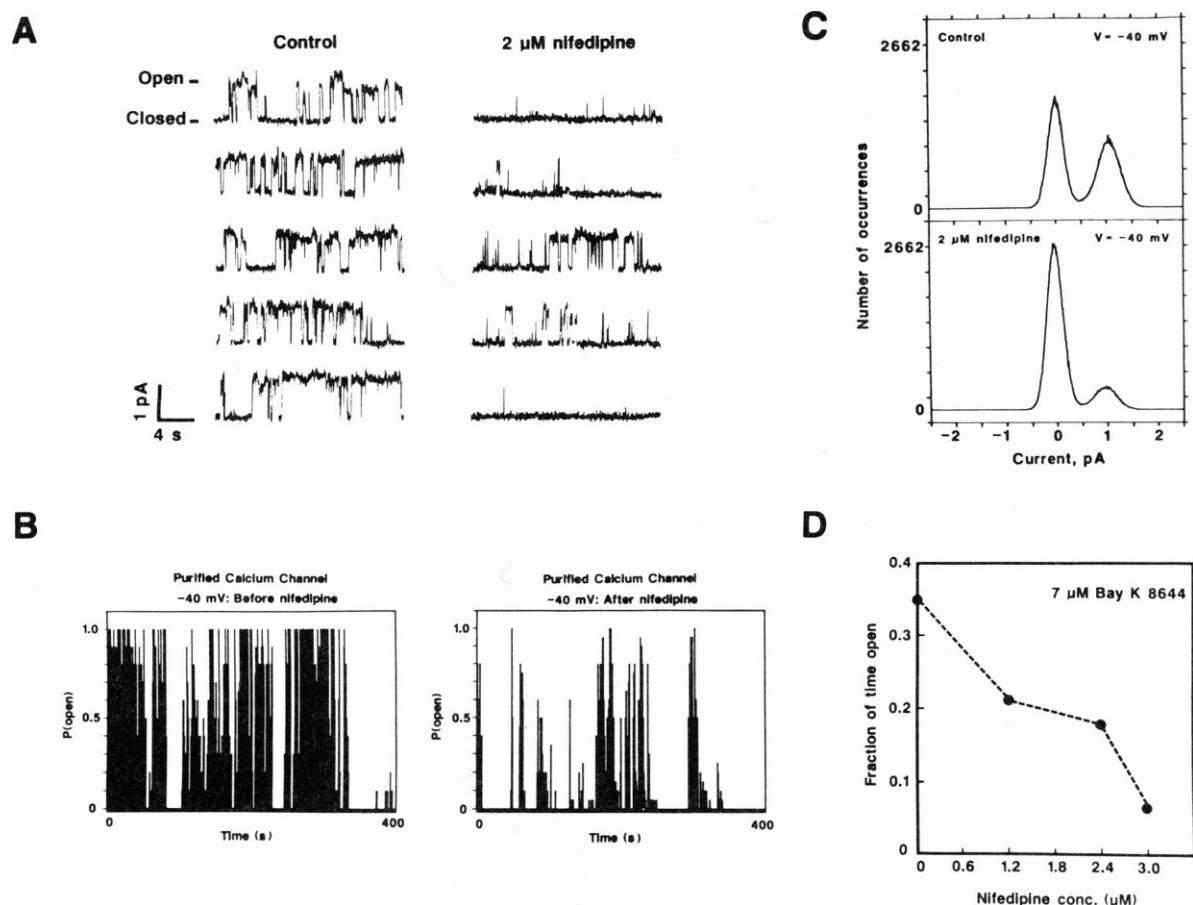 A
Control
2 μM nifedipine
Open
Closed
1 pA
4 s
B
Purified Calcium Channel
-40 mV: Before nifedipine
P(open)
1.0
0.5
0
0
400
Time (s)
Purified Calcium Channel
-40 mV: After nifedipine
P(open)
1.0
0.5
0
0
400
Time (s)
C
Control
V= -40 mV
2662
0
2 μM nifedipine
V= -40 mV
2662
0
Number of occurrences
-2
-1
0
1
2
Current, pA
D
7 μM Bay K 8644
0.4
0.3
0.2
0.1
0
Fraction of time open
0
0.6
1.2
1.8
2.4
3.0
Nifedipine conc. (μM)